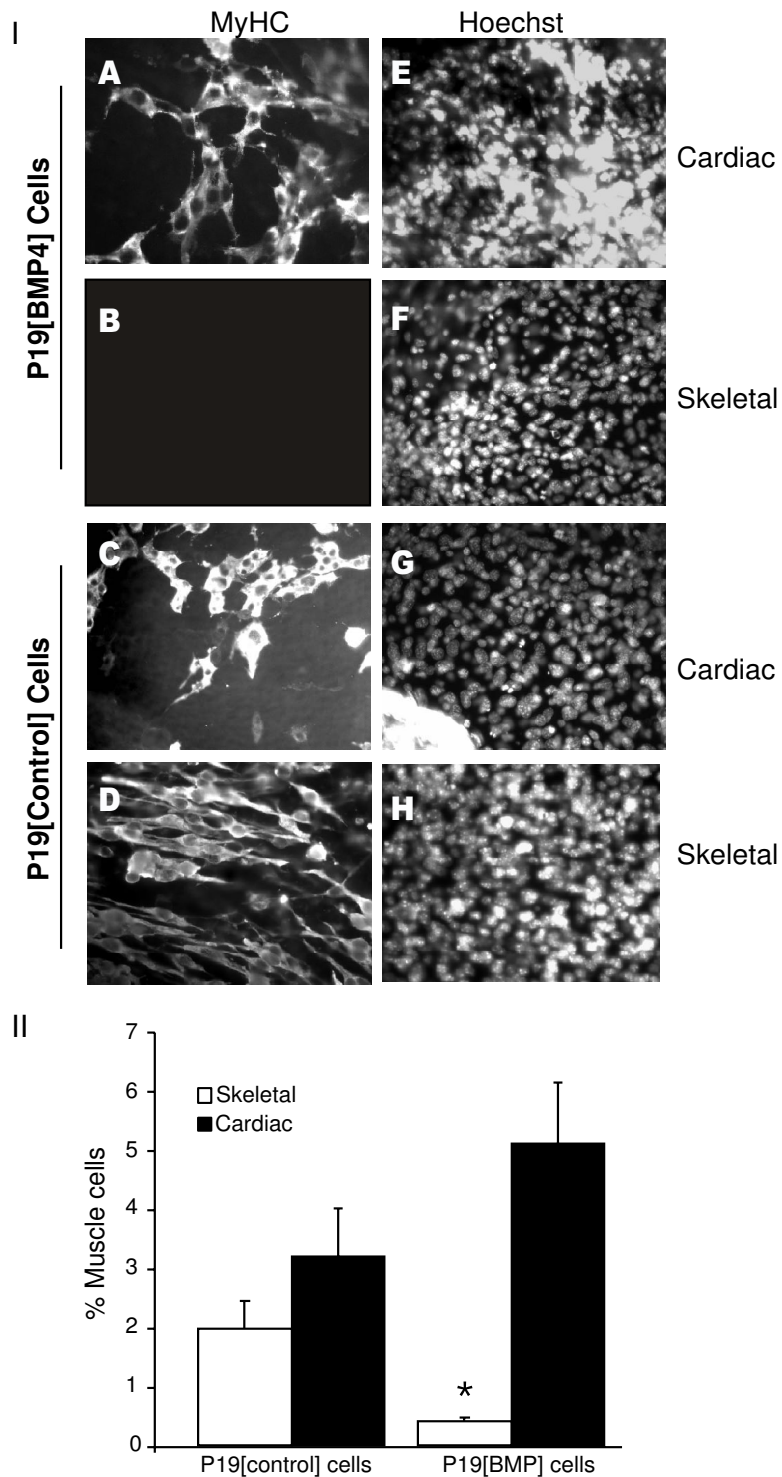 I
MyHC Hoechst
P19[BMP4] Cells
A
E
Cardiac
B
F
Skeletal
P19[Control] Cells
C
G
Cardiac
D
H
Skeletal
II
% Muscle cells
7
6
5
4
3
2
1
0
Skeletal
Cardiac
*
P19[control] cells P19[BMP] cells